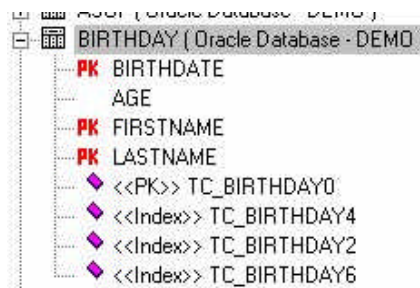 BIRTHDAY ( Oracle Database - DEMO
PK BIRTHDATE
AGE
PK FIRSTNAME
PK LASTNAME
<<PK>> TC_BIRTHDAY0
<<Index>> TC_BIRTHDAY4
<<Index>> TC_BIRTHDAY2
<<Index>> TC_BIRTHDAY6